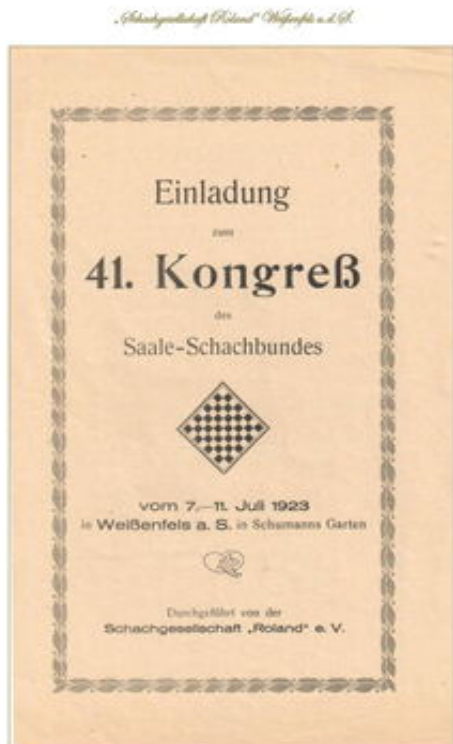 „Schachgesellschaft Roland" Weißenfels a.d.S.
Einladung
zum
41. Kongreß
des
Saale-Schachbundes
vom 7.—11. Juli 1923
in Weißenfels a. S. in Schumanns Garten
Durchgeführt von der
Schachgesellschaft „Roland" e. V.